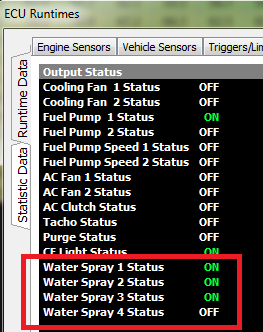 ECU Runtimes
Engine Sensors Vehicle Sensors Triggers/Lim
Runtime Data
Statistic Data
Output Status
Cooling Fan 1 Status OFF
Cooling Fan 2 Status OFF
Fuel Pump 1 Status ON
Fuel Pump 2 Status OFF
Fuel Pump Speed 1 Status OFF
Fuel Pump Speed 2 Status OFF
AC Fan 1 Status OFF
AC Fan 2 Status OFF
AC Clutch Status OFF
Tacho Status OFF
Purge Status OFF
CE Light Status ON
Water Spray 1 Status ON
Water Spray 2 Status ON
Water Spray 3 Status ON
Water Spray 4 Status OFF